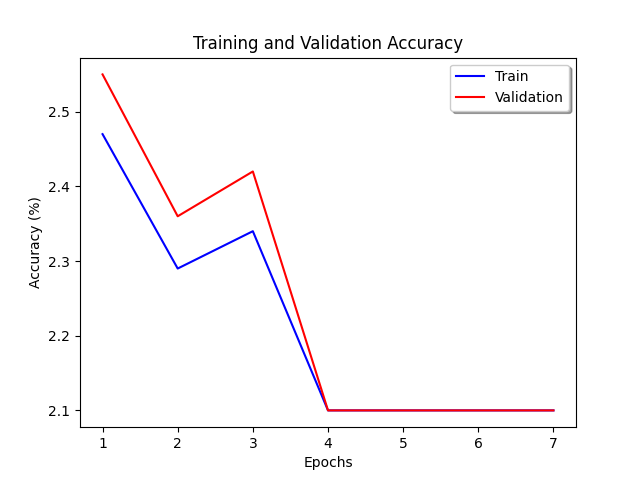 Training and Validation Accuracy
Train
Validation
Accuracy (%)
2.5
2.4
2.3
2.2
2.1
1 2 3 4 5 6 7
Epochs